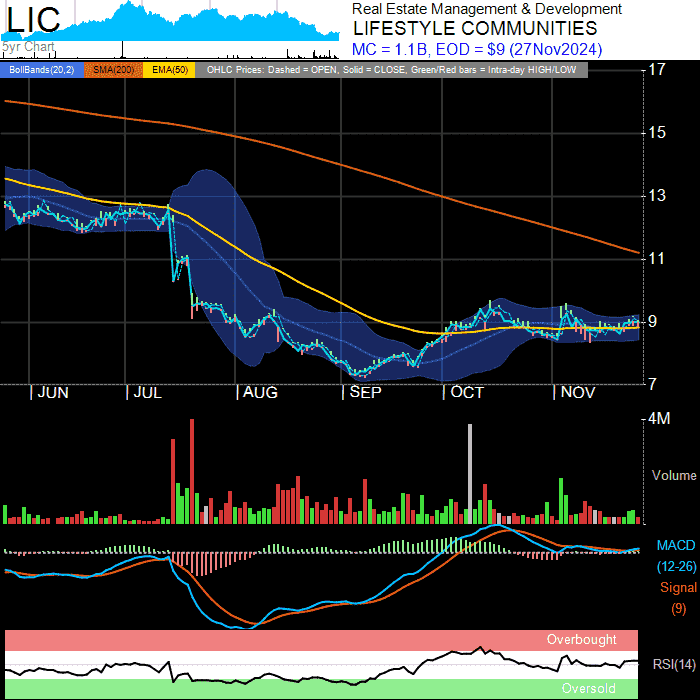 LIC
5yr Chart
Real Estate Management & Development
LIFESTYLE COMMUNITIES
MC = 1.1B, EOD = $9 (27Nov2024)
BollBands(20,2) SMA(200) EMA(50) OHLC Prices: Dashed = OPEN, Solid = CLOSE, Green/Red bars = Intra-day HIGH/LOW
17
15
13
11
9
7
JUN JUL AUG SEP OCT NOV
4M
Volume
MACD
(12-26)
Signal
(9)
Overbought
RSI(14)
Oversold